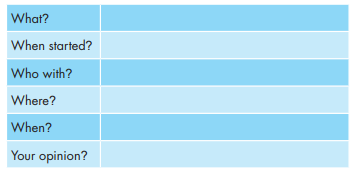 What?
When started?
Who with?
Where?
When?
Your opinion?